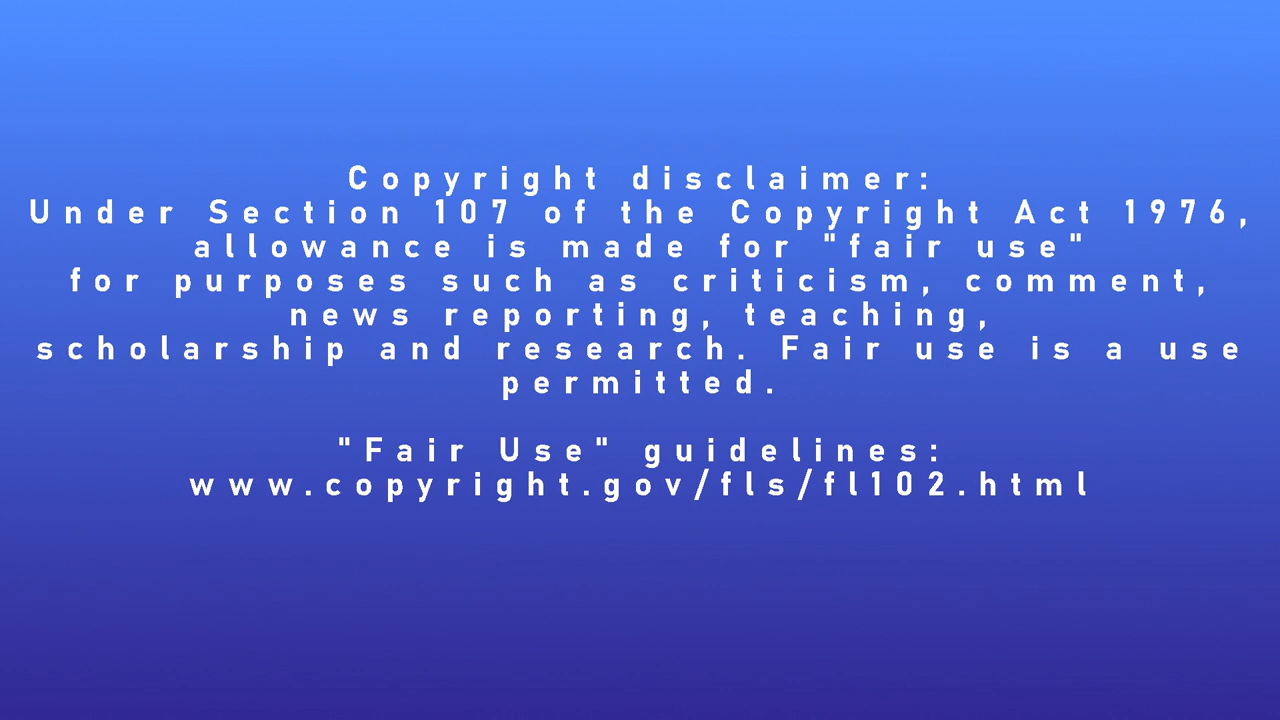 Copyright disclaimer:
Under Section 107 of the Copyright Act 1976,
allowance is made for "fair use"
for purposes such as criticism, comment,
news reporting, teaching,
scholarship and research. Fair use is a use
permitted.
"Fair Use" guidelines:
www.copyright.gov/fls/fl102.html